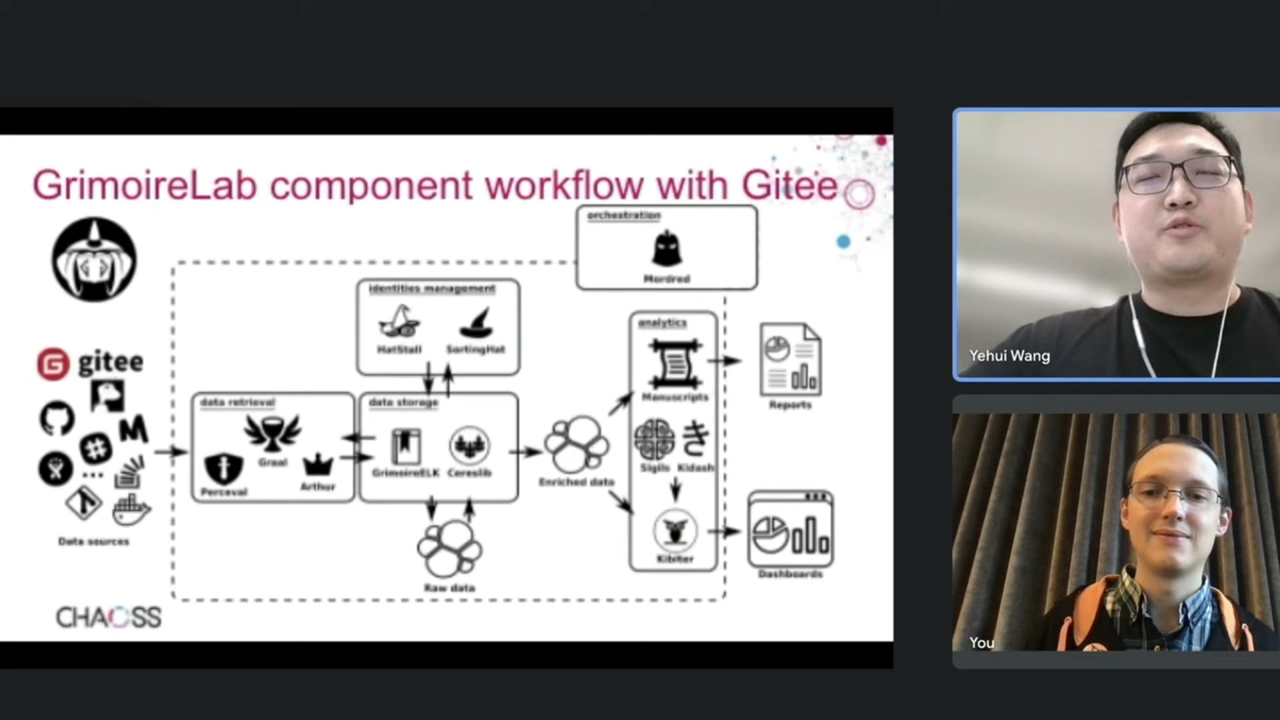 GrimoireLab component workflow with Gitee
orchestration
Mordred
identities management
HatStall
SortingHat
analytics
Manuscripts
Reports
gitee
data retrieval
Graal
Perceval
Arthur
data storage
GrimoireELK
Cereslib
Enriched data
Sigils
Kidash
き
Kibiter
Dashboards
Data sources
Raw data
CHAOSS
Yehui Wang
You